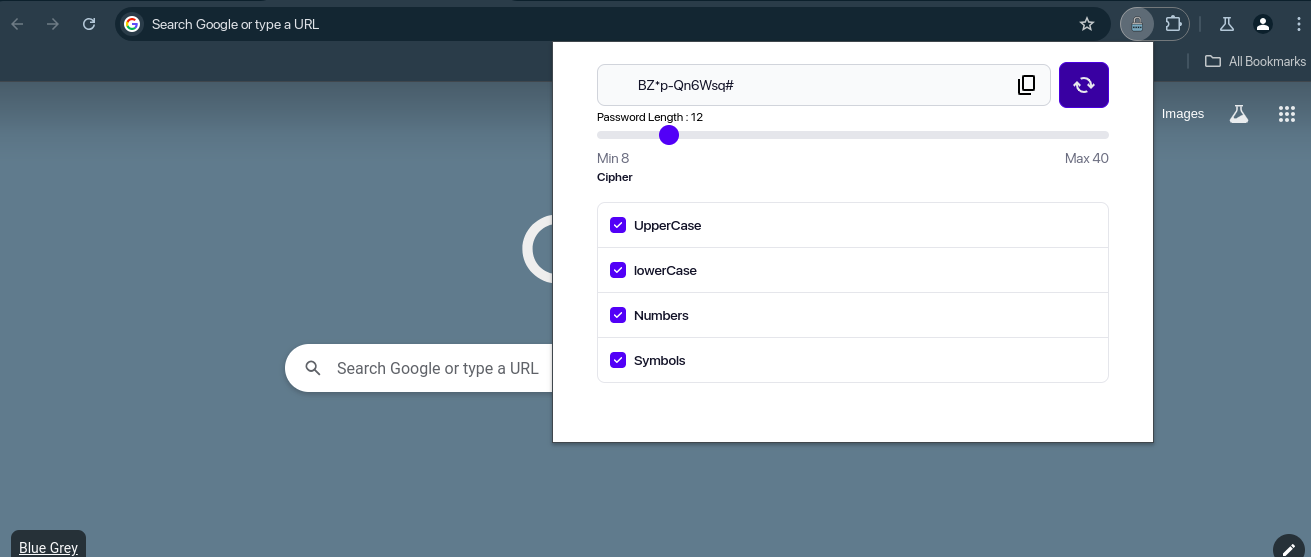 Search Google or type a URL
All Bookmarks
BZ*p-Qn6Wsq#
Password Length : 12
Images
Min 8
Max 40
Cipher
UpperCase
lowerCase
Numbers
Symbols
Search Google or type a URL
Blue Grey